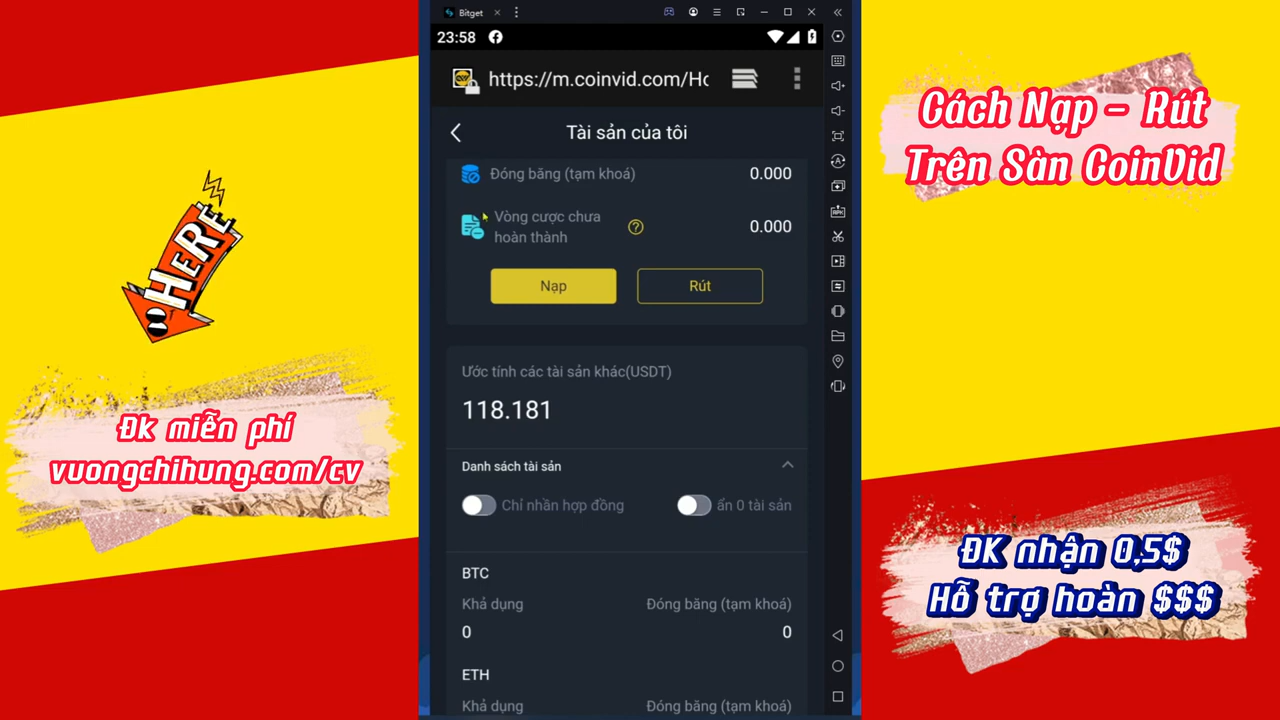 Bitget
23:58
https://m.coinvid.com/Ho
Tài sản của tôi
Đóng băng (tạm khoá)
0.000
Vòng cược chưa
hoàn thành
0.000
Nạp
Rút
Ước tính các tài sản khác(USDT)
118.181
Danh sách tài sản
Chỉ nhần hợp đồng
ẩn 0 tài sản
BTC
Khả dụng
Đóng băng (tạm khoá)
0
0
ETH
Khả dụng
Đóng băng (tạm khoá)
HERE
Đk miễn phí
vuongchihung.com/cv
Cách Nạp - Rút
Trên Sàn CoinVid
ĐK nhận 0,5$
Hỗ trợ hoàn $$$